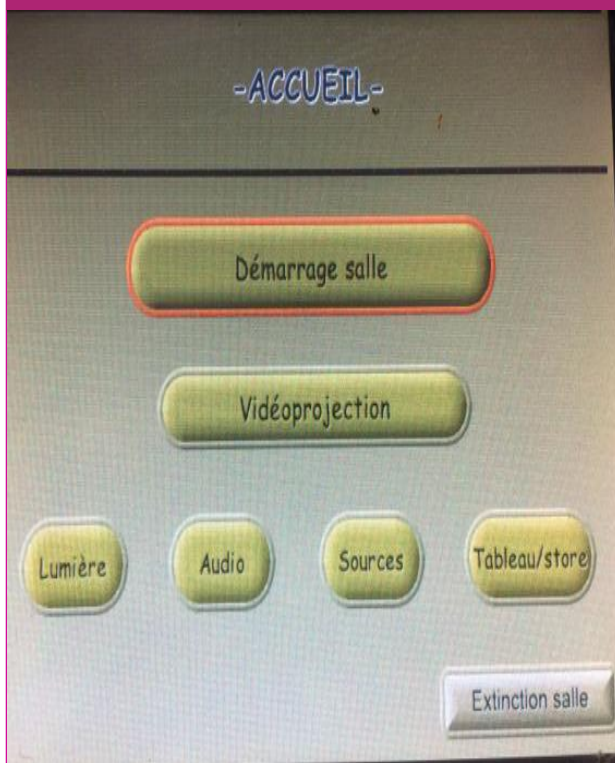 -ACCUEIL-
Démarrage salle
Vidéoprojection
Lumière
Audio
Sources
Tableau/store
Extinction salle